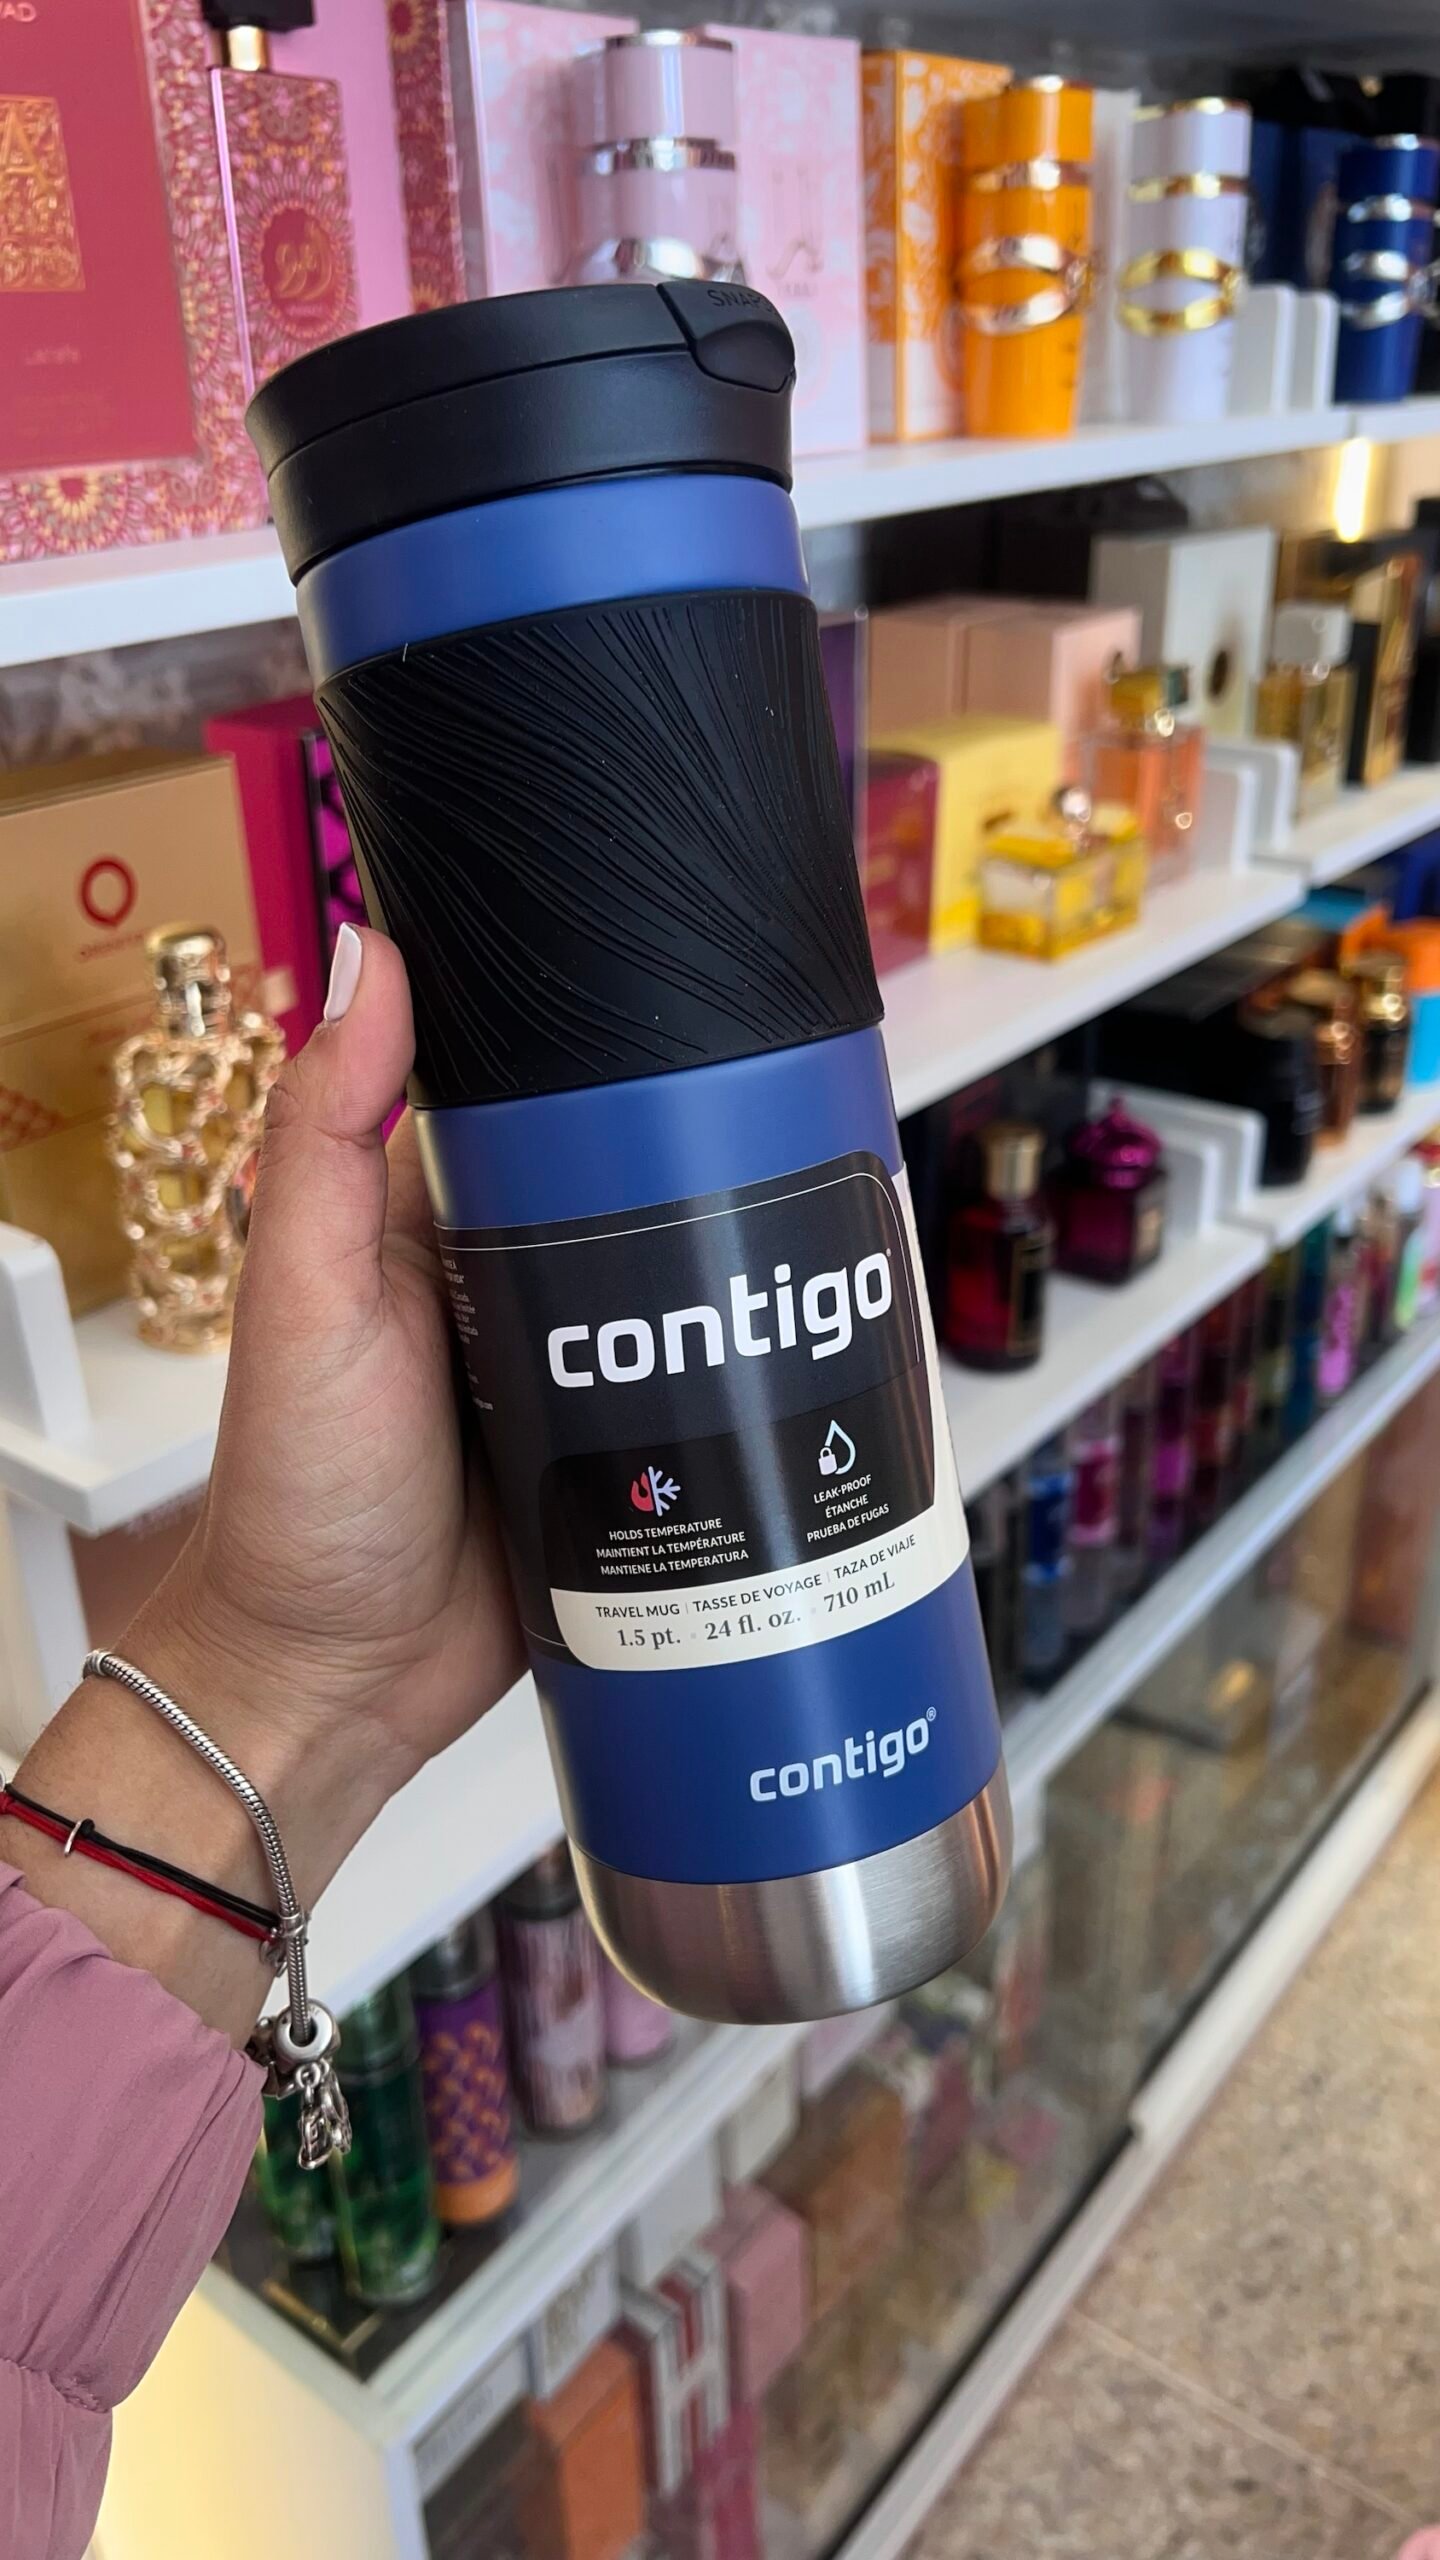 SNAPS
contigo
HOLDS TEMPERATURE
MAINTIENT LA TEMPÉRATURE
MANTIENE LA TEMPERATURA
LEAK-PROOF
ÉTANCHE
PRUEBA DE FUGAS
TRAVEL MUG | TASSE DE VOYAGE | TAZA DE VIAJE
1.5 pt. • 24 fl. oz. • 710 mL
contigo®